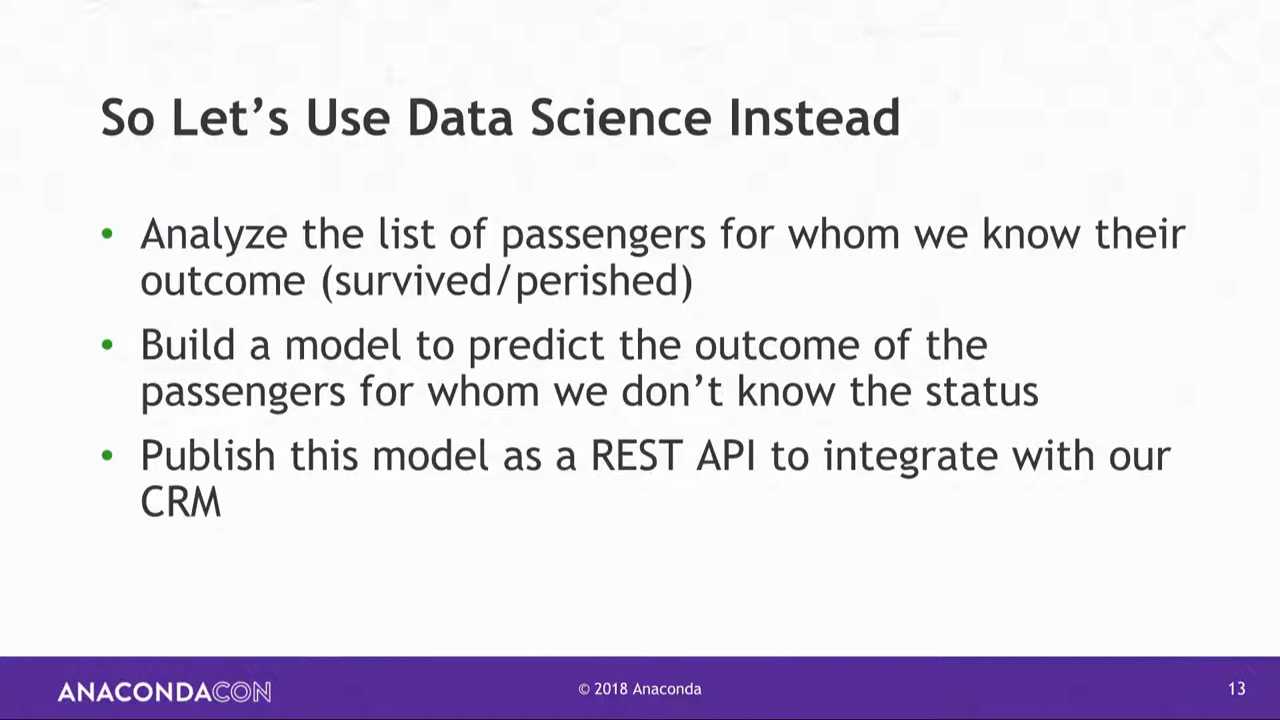 So Let’s Use Data Science Instead
• Analyze the list of passengers for whom we know their
outcome (survived/perished)
• Build a model to predict the outcome of the
passengers for whom we don’t know the status
• Publish this model as a REST API to integrate with our
CRM
ANACONDACON
© 2018 Anaconda
13